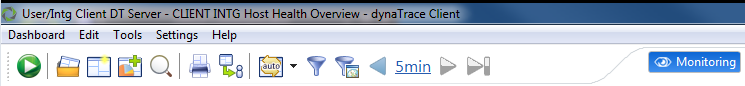 User/Intg Client DT Server - CLIENT INTG Host Health Overview - dynaTrace Client
Dashboard Edit Tools Settings Help
auto 5min Monitoring